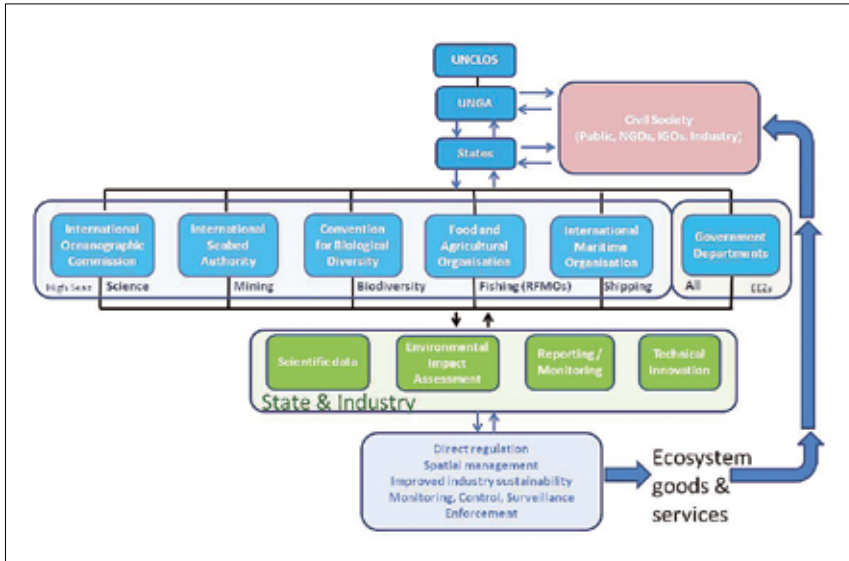 UNCLOS
UNGA
States
Civil Society
(Public, NGOs, IGOs, Industry)
International
Oceanographic
Commission
International
Seabed
Authority
Convention
for Biological
Diversity
Food and
Agricultural
Organisation
International
Maritime
Organisation
Government
Departments
High Seas
Science
Mining
Biodiversity
Fishing (RFMOs)
Shipping
All
EEZs
Scientific data
Environmental
Impact
Assessment
Reporting /
Monitoring
Technical
Innovation
State & Industry
Direct regulation
Spatial management
Improved industry sustainability
Monitoring, Control, Surveillance
Enforcement
Ecosystem
goods &
services